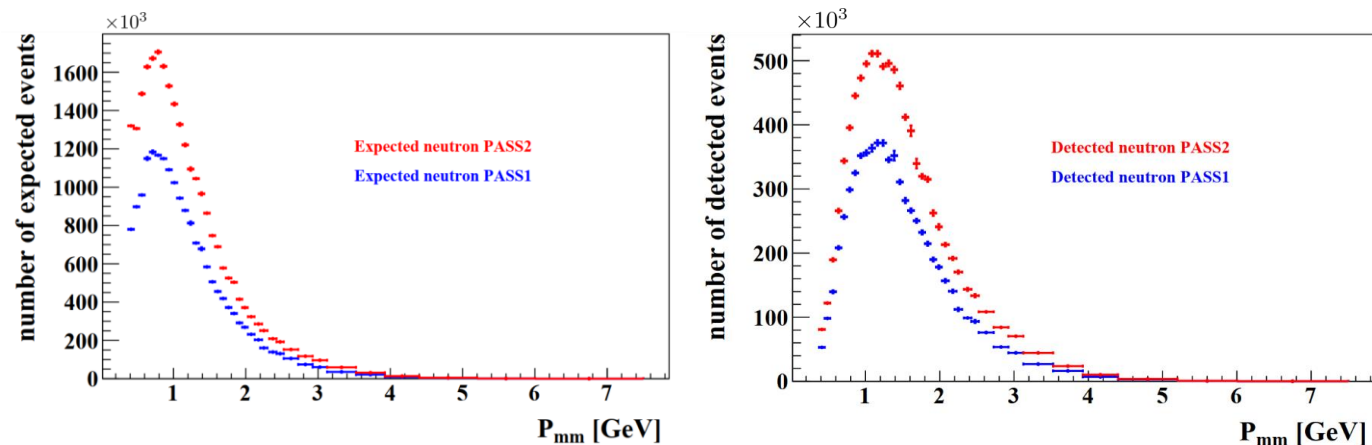 ×10³
number of expected events
1600
1400
1200
1000
800
600
400
200
0
Expected neutron PASS2
Expected neutron PASS1
1 2 3 4 5 6 7
P_mm [GeV]
×10³
number of detected events
500
400
300
200
100
0
Detected neutron PASS2
Detected neutron PASS1
1 2 3 4 5 6 7
P_mm [GeV]